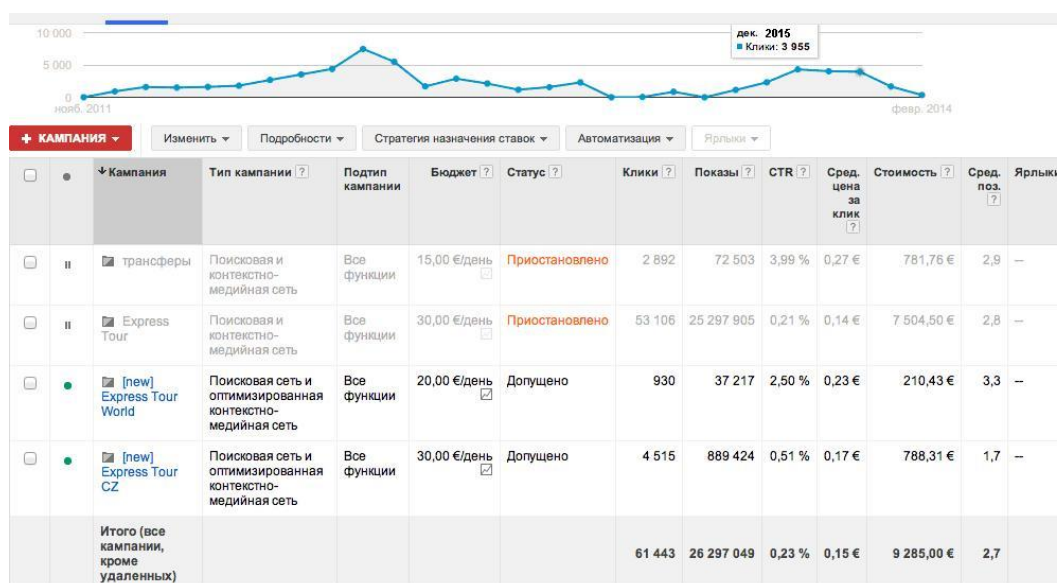 10 000
дек. 2015
Клики: 3 955
5 000
0
нояб. 2011
февр. 2014
+ КАМПАНИЯ
Изменить
Подробности
Стратегия назначения ставок
Автоматизация
Ярлыки
Кампания
Тип кампании ?
Подтип
кампании
Бюджет ?
Статус ?
Клики ?
Показы ?
CTR ?
Сред.
цена
за
клик
?
Стоимость ?
Сред.
поз.
?
Ярлыки
трансферы
Поисковая и
контекстно-
медийная сеть
Все
функции
15,00 €/день
Приостановлено
2 892
72 503
3,99 %
0,27 €
781,76 €
2,9
--
Express
Tour
Поисковая и
контекстно-
медийная сеть
Все
функции
30,00 €/день
Приостановлено
53 106
25 297 905
0,21 %
0,14 €
7 504,50 €
2,8
--
[new]
Express Tour
World
Поисковая сеть и
оптимизированная
контекстно-
медийная сеть
Все
функции
20,00 €/день
Допущено
930
37 217
2,50 %
0,23 €
210,43 €
3,3
--
[new]
Express Tour
CZ
Поисковая сеть и
оптимизированная
контекстно-
медийная сеть
Все
функции
30,00 €/день
Допущено
4 515
889 424
0,51 %
0,17 €
788,31 €
1,7
--
Итого (все
кампании,
кроме
удаленных)
61 443
26 297 049
0,23 %
0,15 €
9 285,00 €
2,7